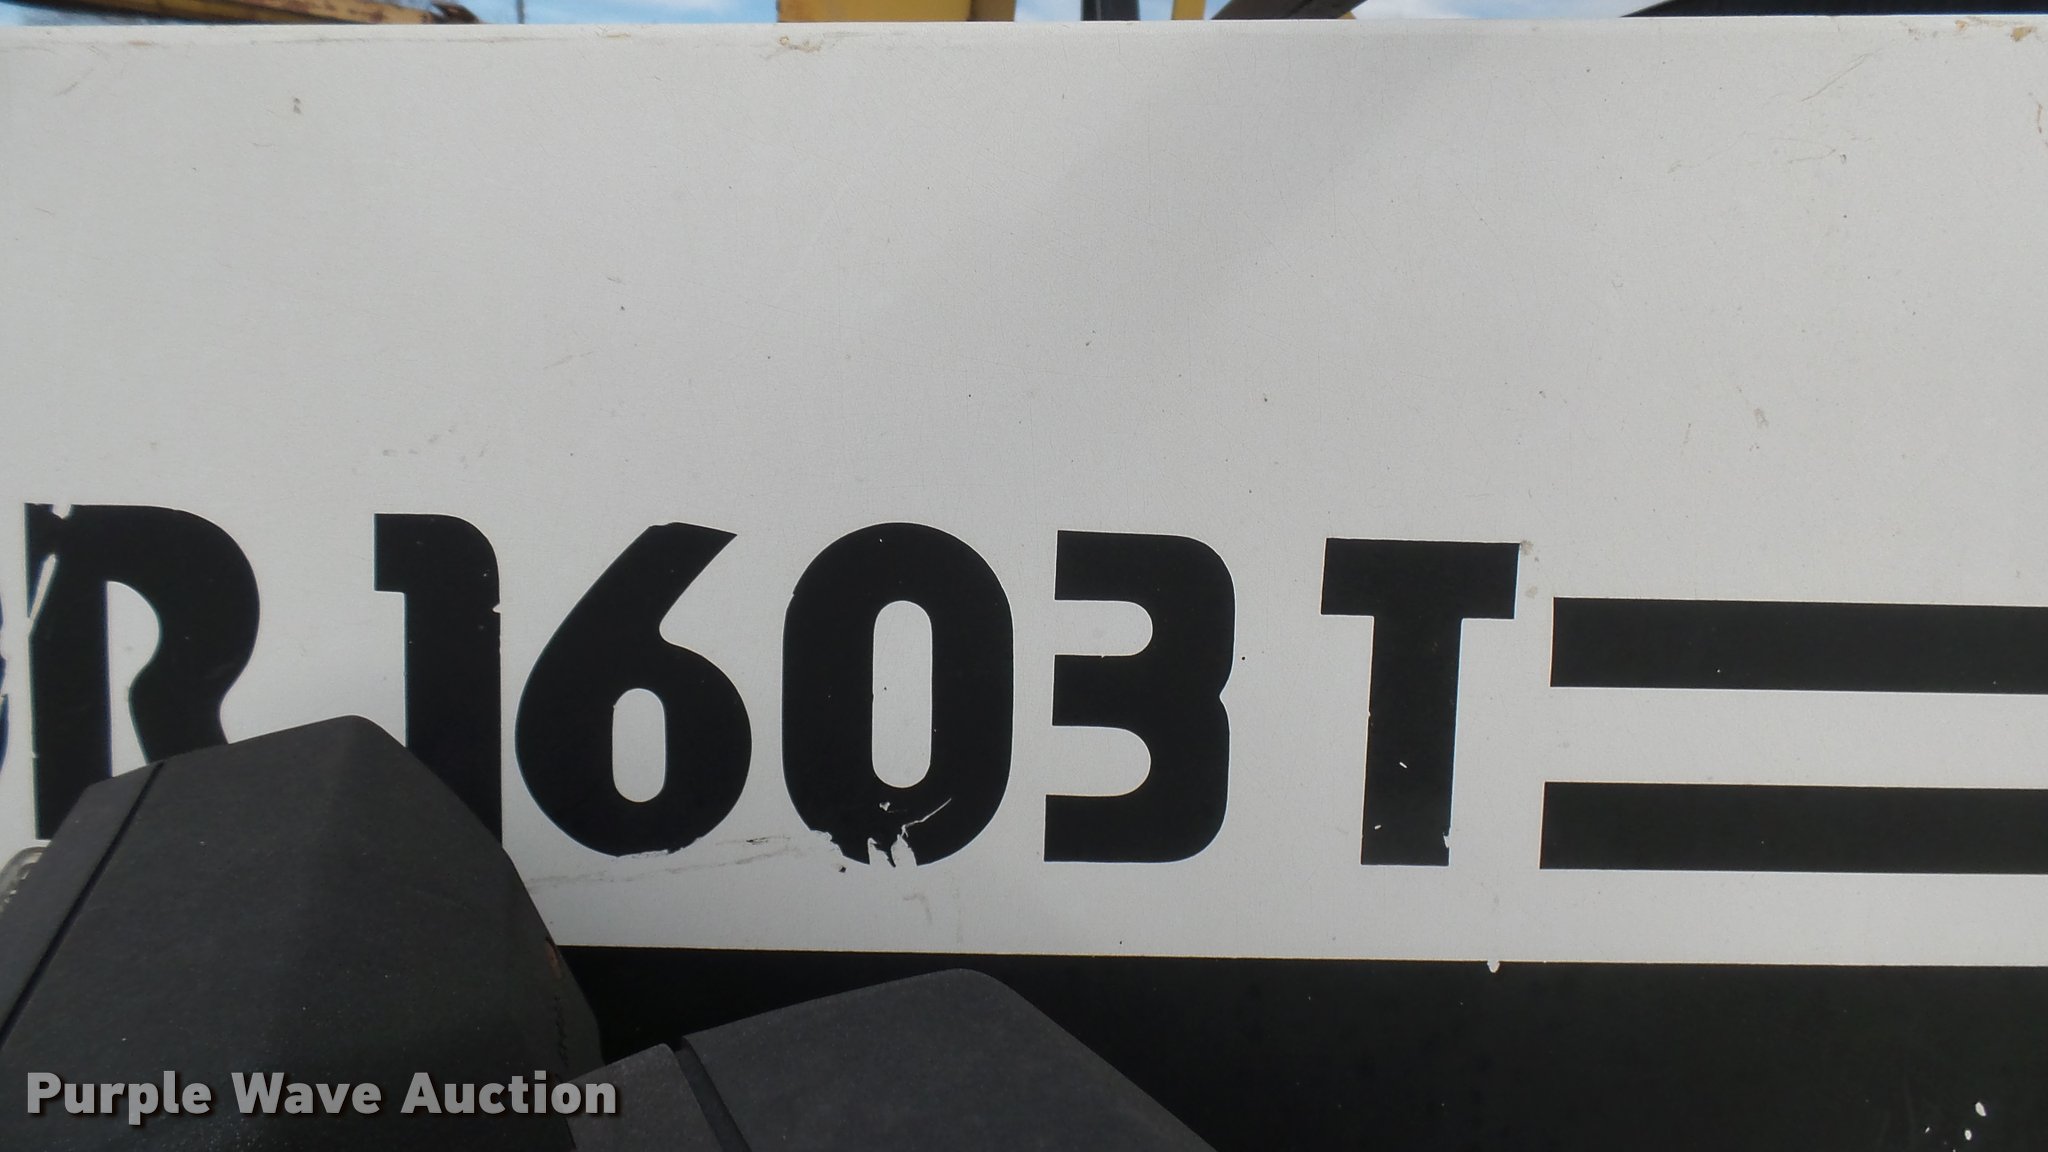 R 1603 T
Purple Wave Auction